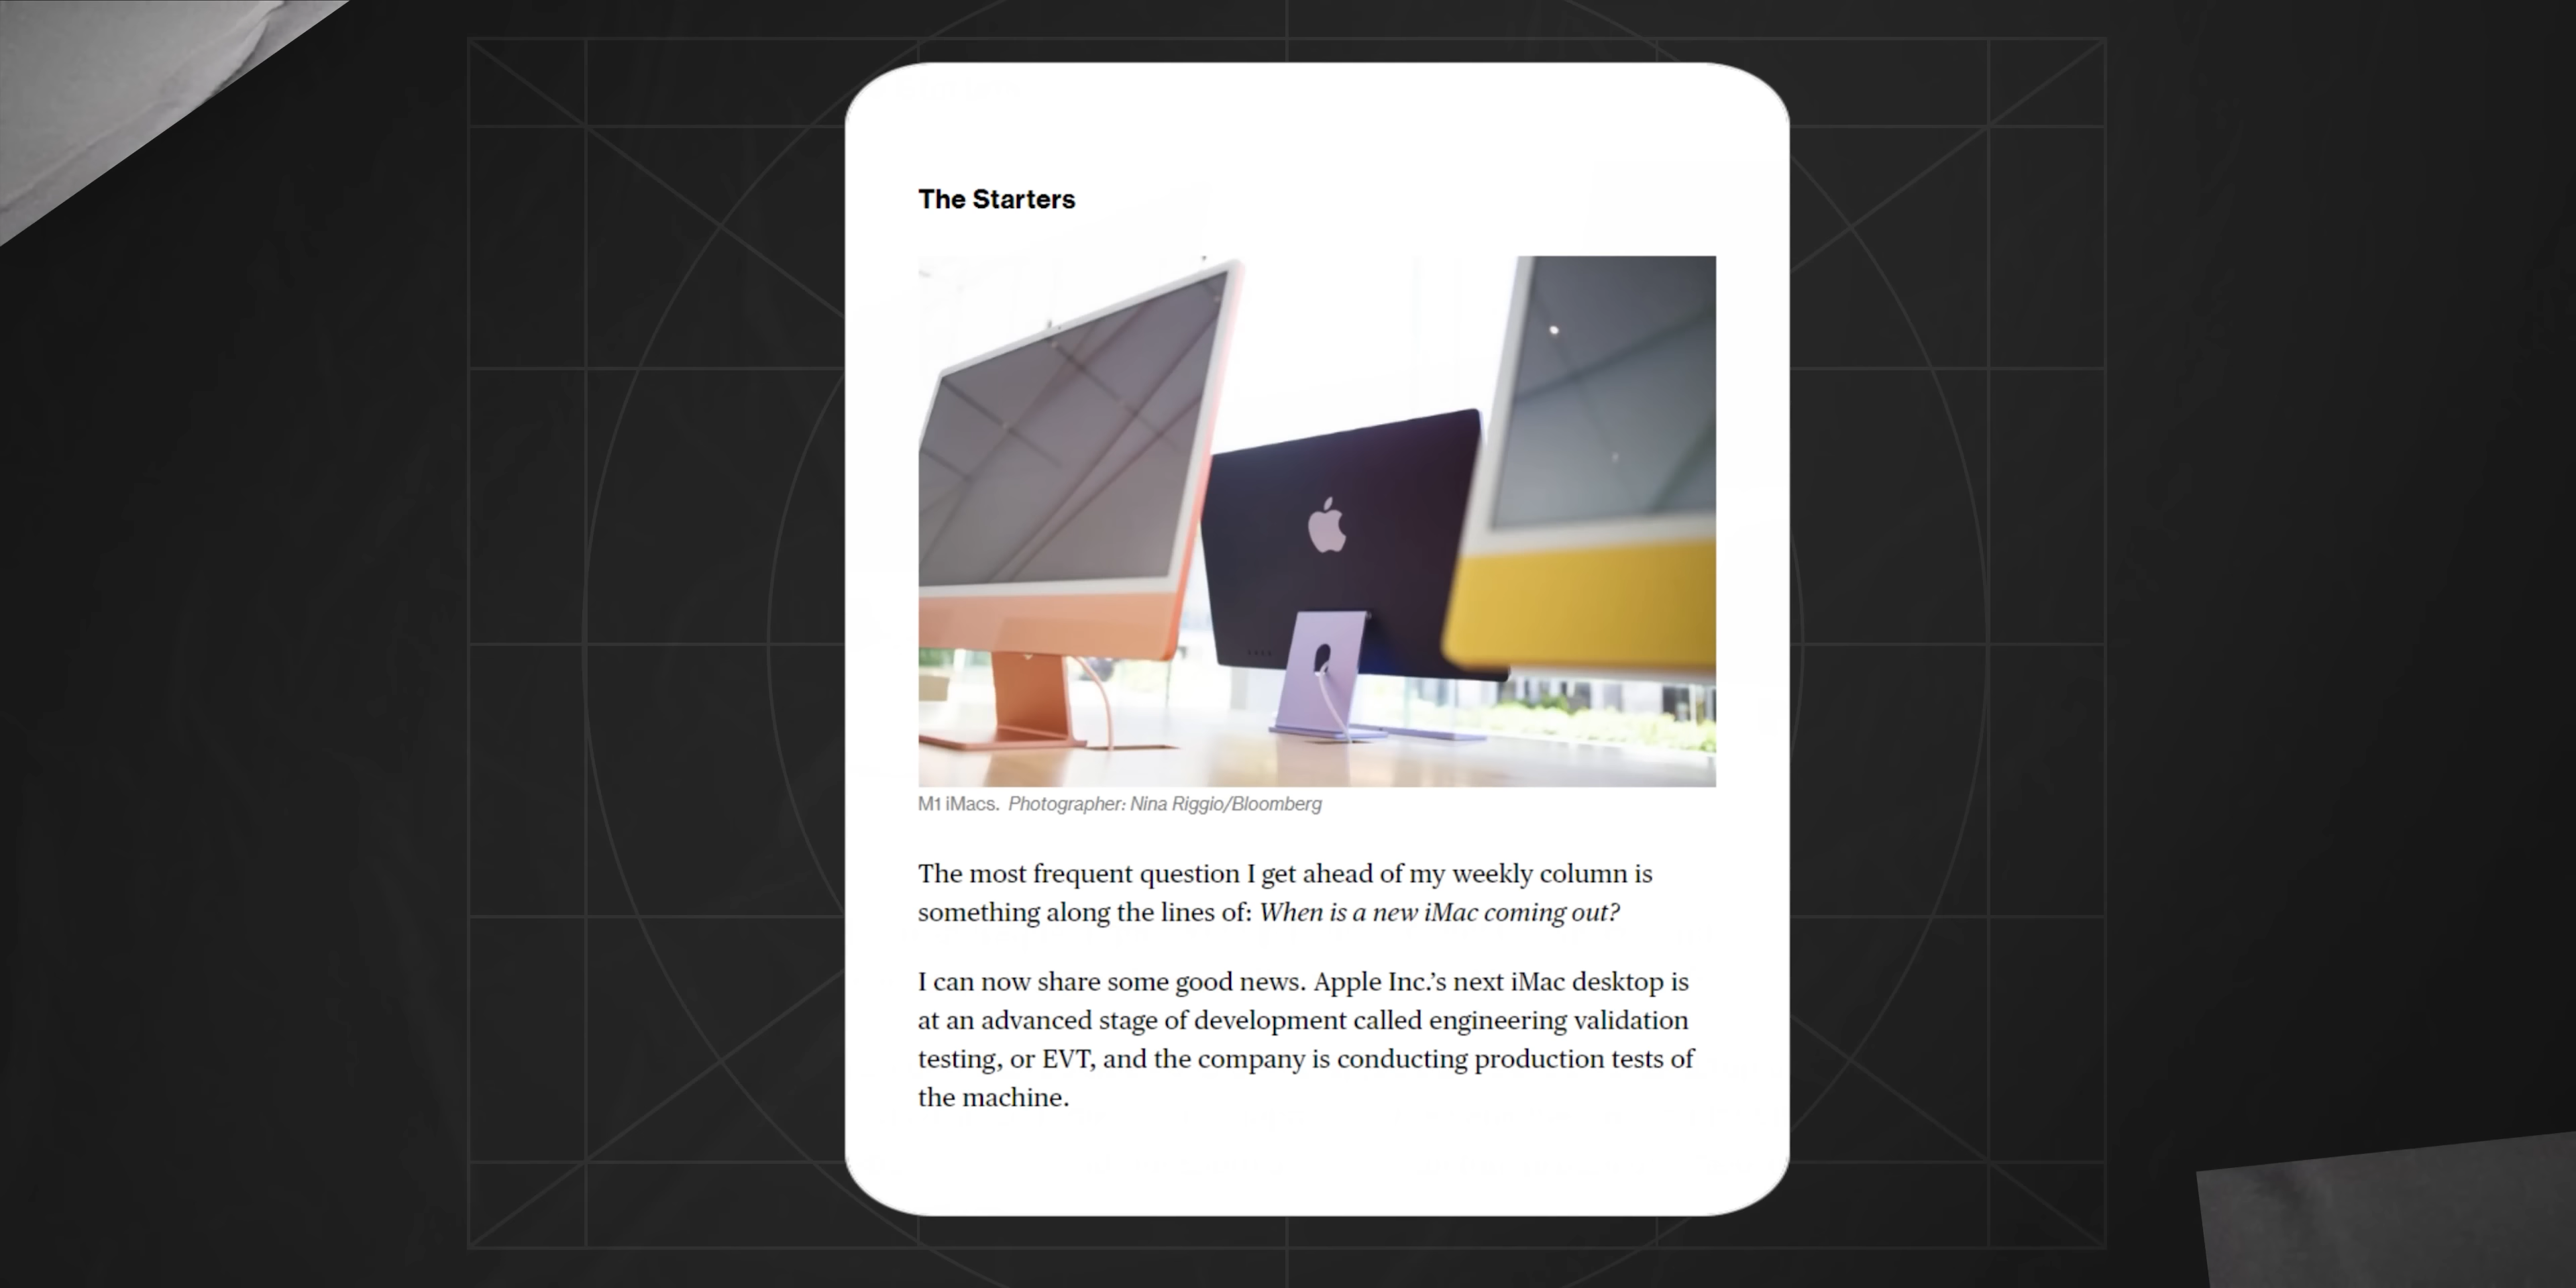 The Starters
M1 iMacs. Photographer: Nina Riggio/Bloomberg
The most frequent question I get ahead of my weekly column is
something along the lines of: When is a new iMac coming out?
I can now share some good news. Apple Inc.’s next iMac desktop is
at an advanced stage of development called engineering validation
testing, or EVT, and the company is conducting production tests of
the machine.